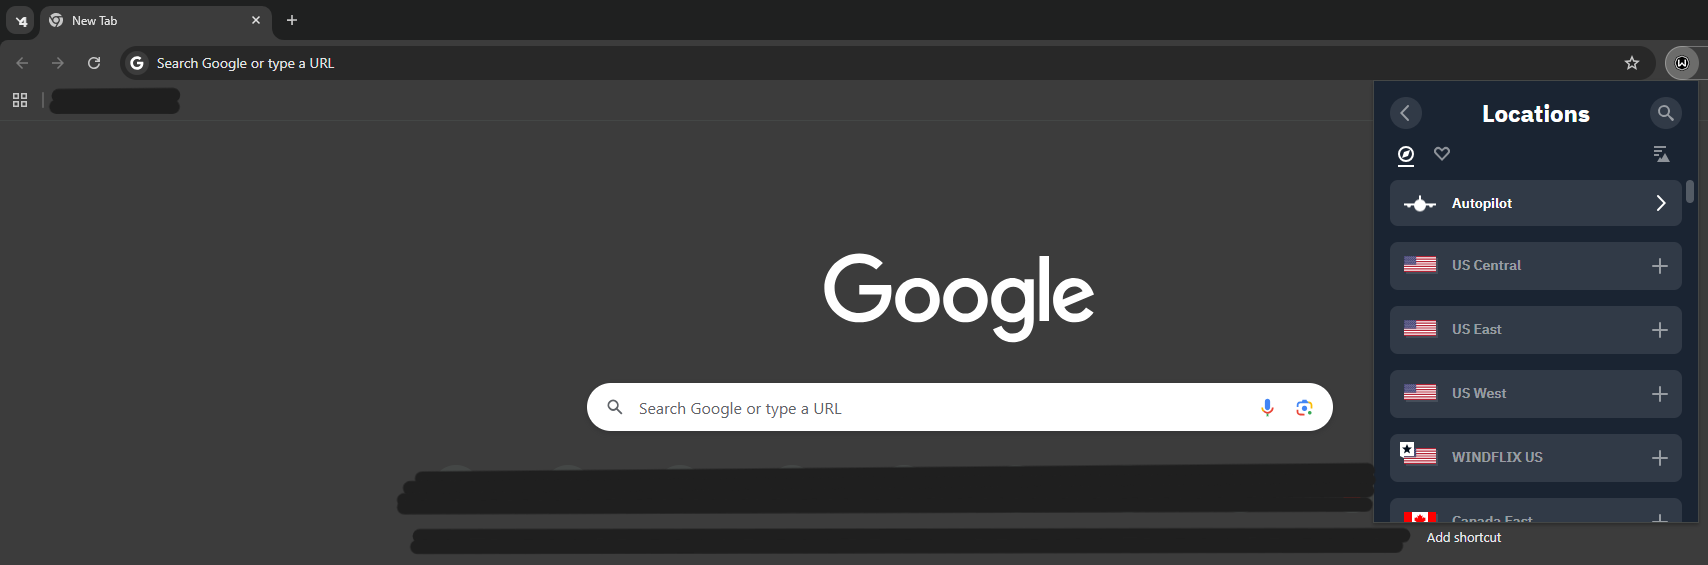 New Tab
Search Google or type a URL
Locations
Autopilot
US Central
US East
US West
WINDFLIX US
Canada East
Google
Search Google or type a URL
Add shortcut